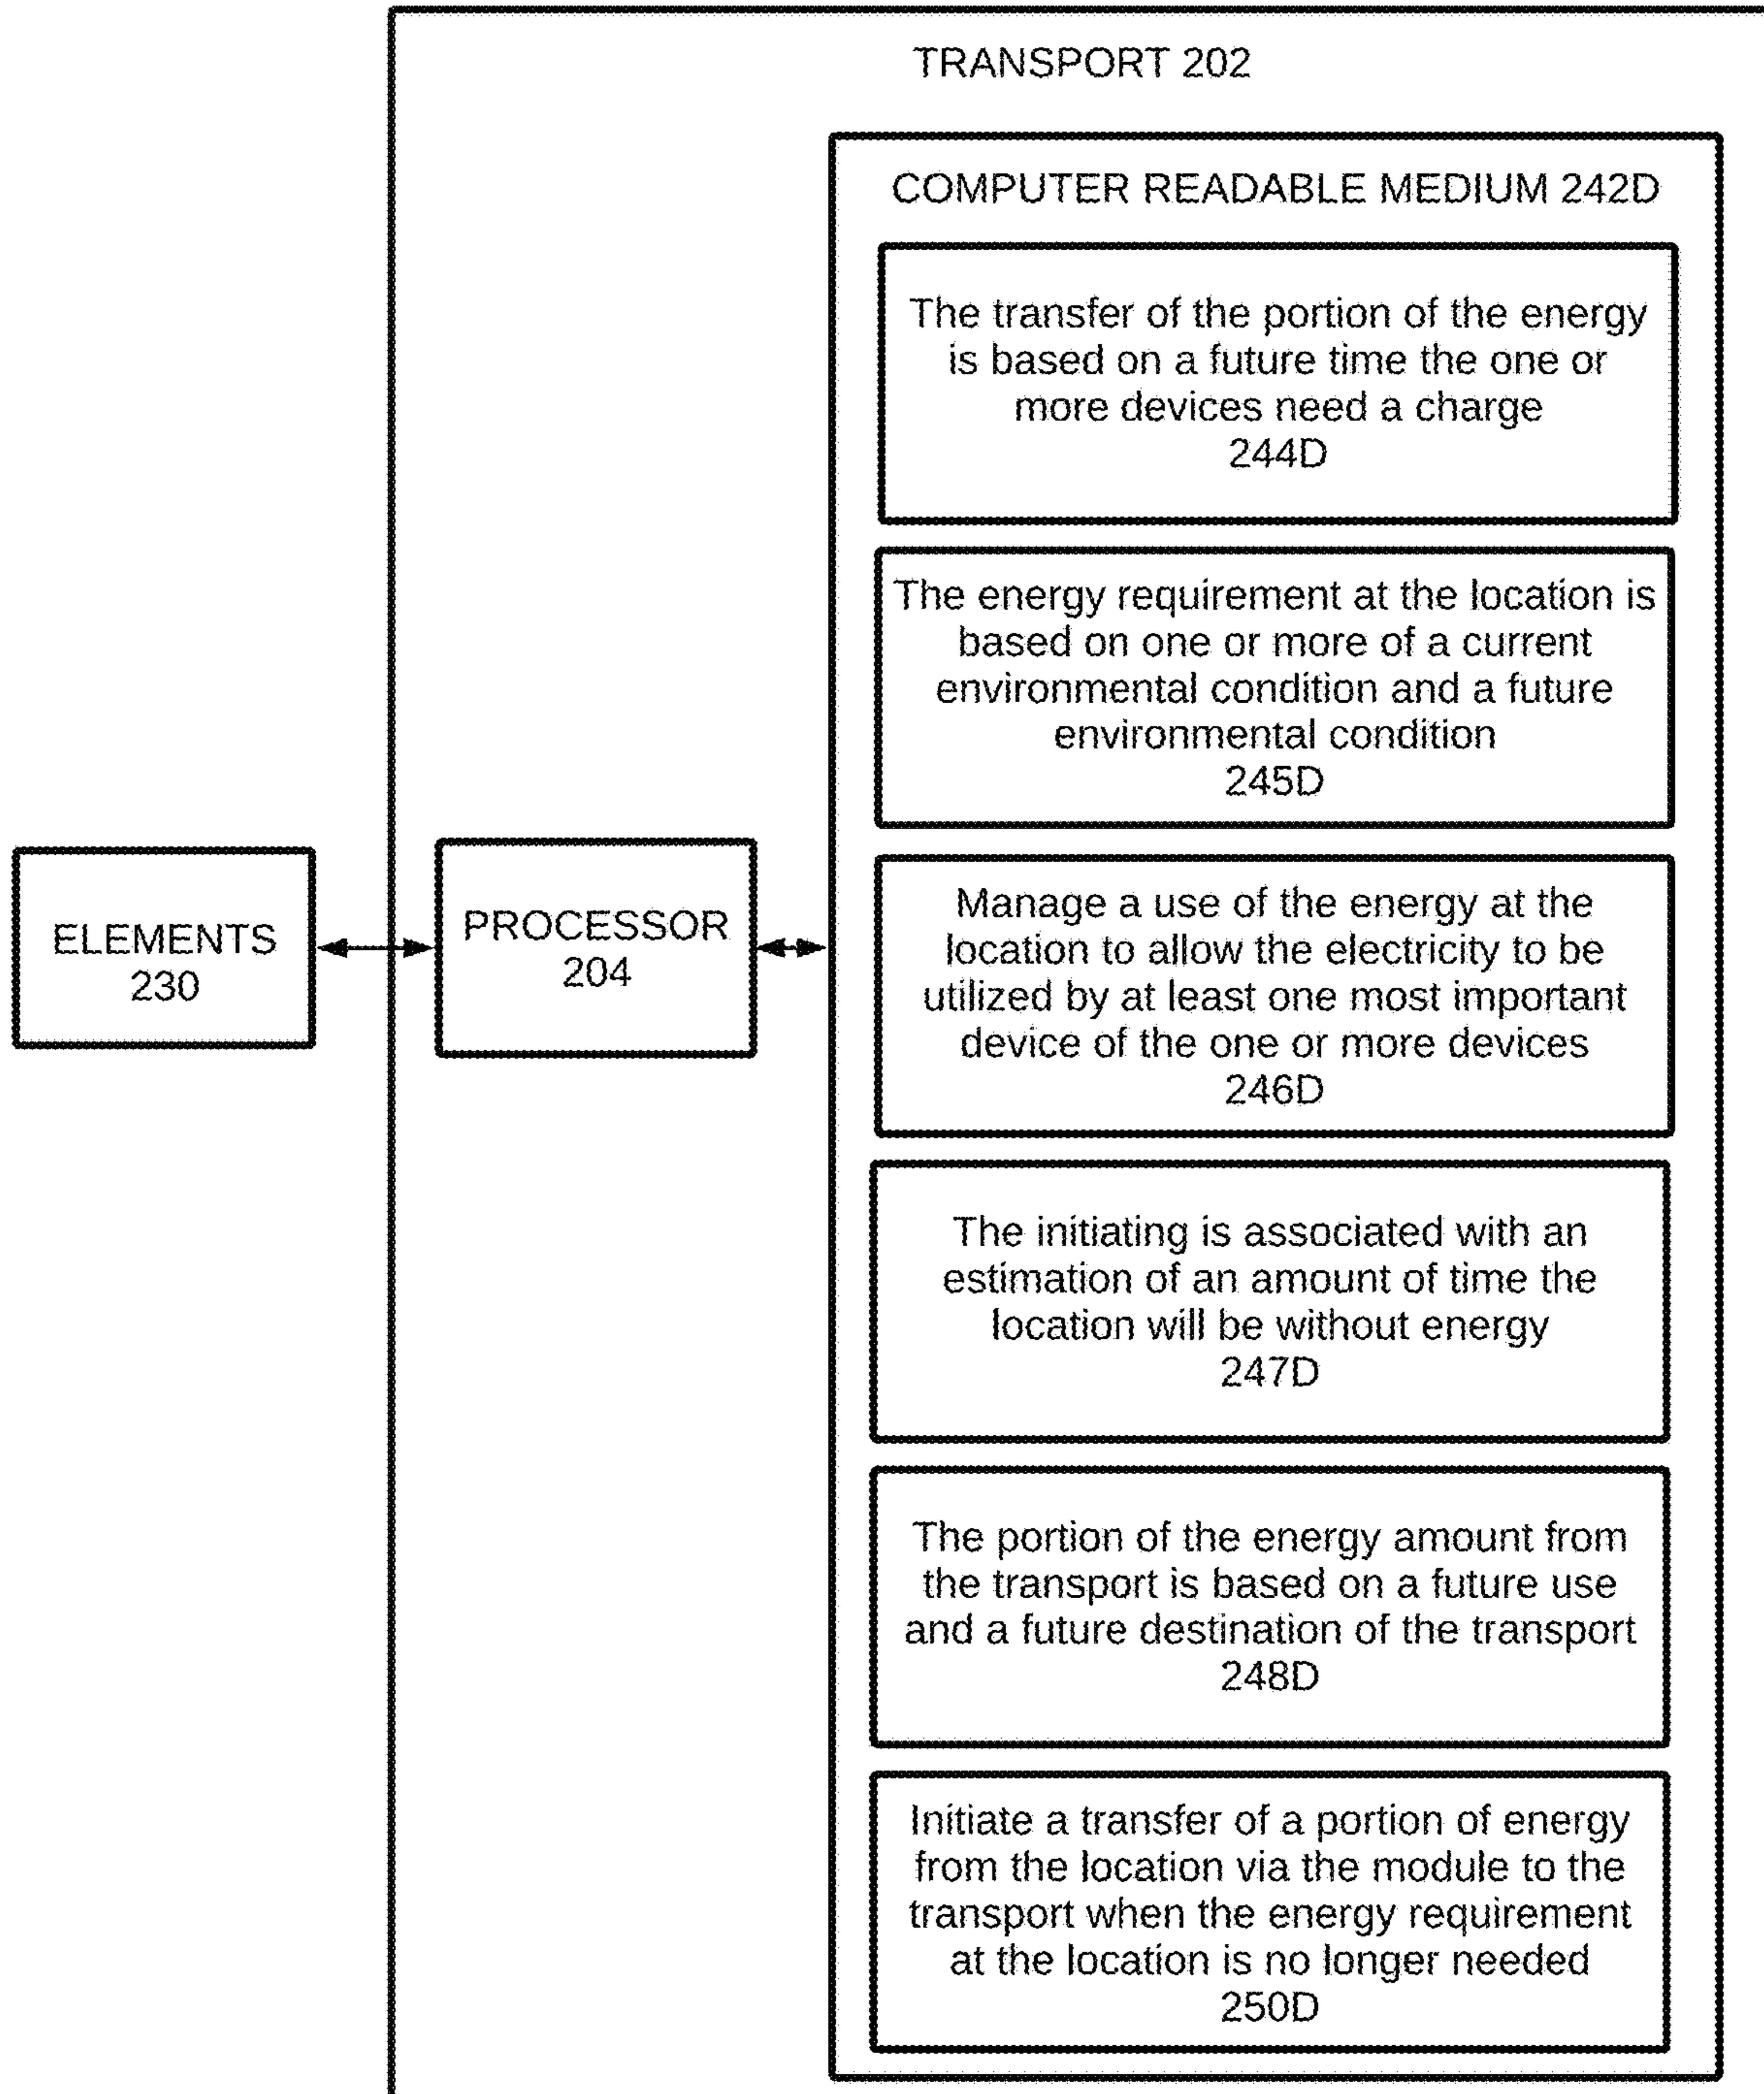 TRANSPORT 202
COMPUTER READABLE MEDIUM 242D
The transfer of the portion of the energy
is based on a future time the one or
more devices need a charge
244D
The energy requirement at the location is
based on one or more of a current
environmental condition and a future
environmental condition
245D
ELEMENTS
230
PROCESSOR
204
Manage a use of the energy at the
location to allow the electricity to be
utilized by at least one most important
device of the one or more devices
246D
The initiating is associated with an
estimation of an amount of time the
location will be without energy
247D
The portion of the energy amount from
the transport is based on a future use
and a future destination of the transport
248D
Initiate a transfer of a portion of energy
from the location via the module to the
transport when the energy requirement
at the location is no longer needed
250D